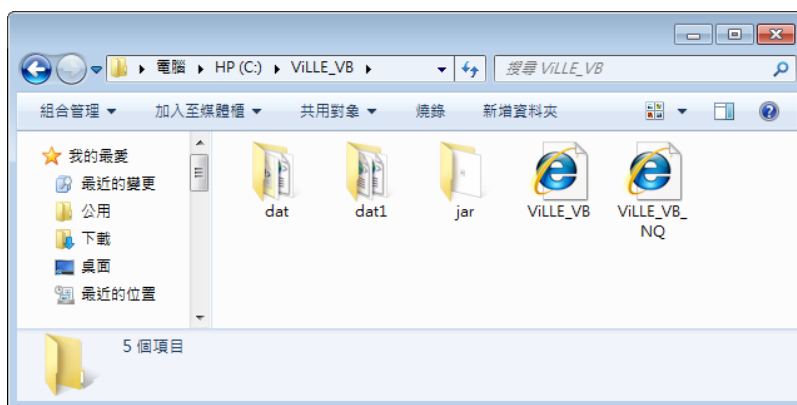 電腦 HP (C:) ViLLE_VB 搜尋 ViLLE_VB
組合管理 加入至媒體櫃 共用對象 燒錄 新增資料夾
我的最愛
最近的變更
公用
下載
桌面
最近的位置
dat
dat1
jar
ViLLE_VB
ViLLE_VB_
NQ
5 個項目